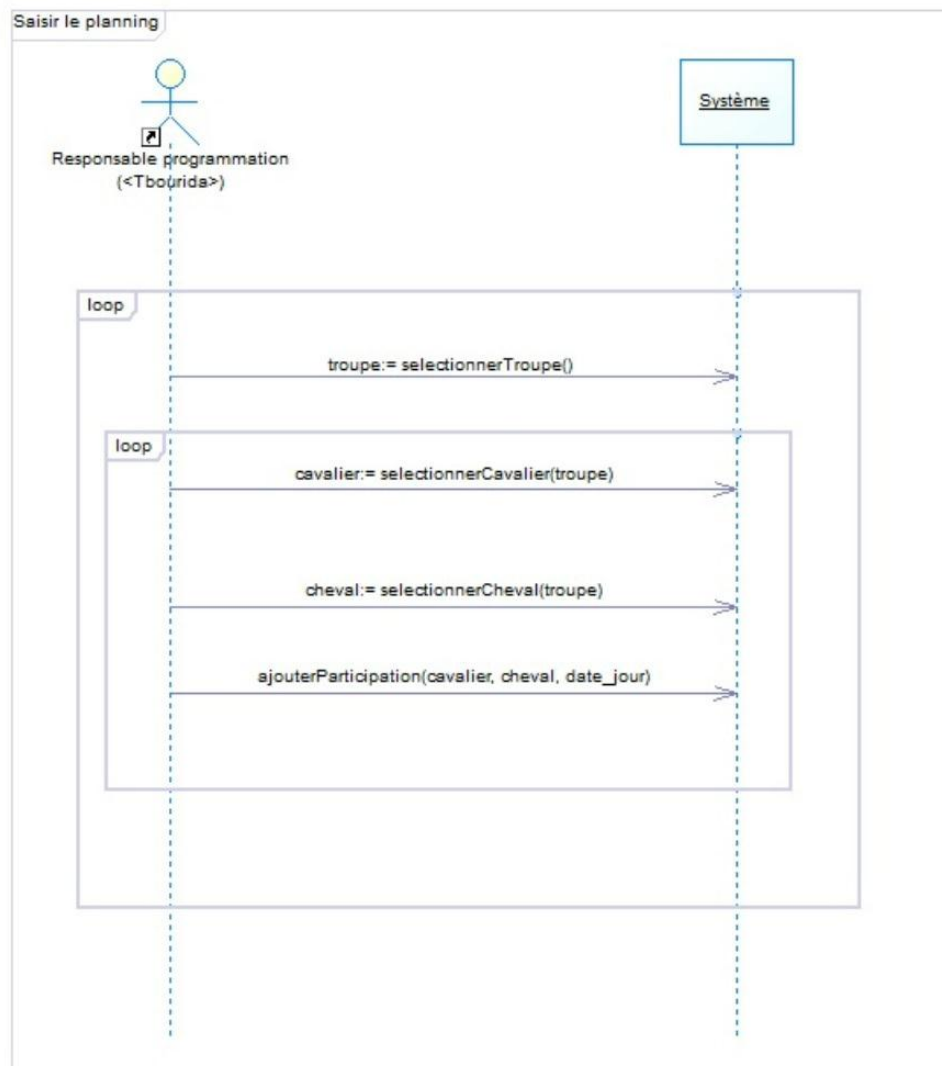 Saisir le planning
Système
Responsable programmation
(<Tbourida>)
loop
troupe:= selectionnerTroupe()
loop
cavalier:= selectionnerCavalier(troupe)
cheval:= selectionnerCheval(troupe)
ajouterParticipation(cavalier, cheval, date_jour)